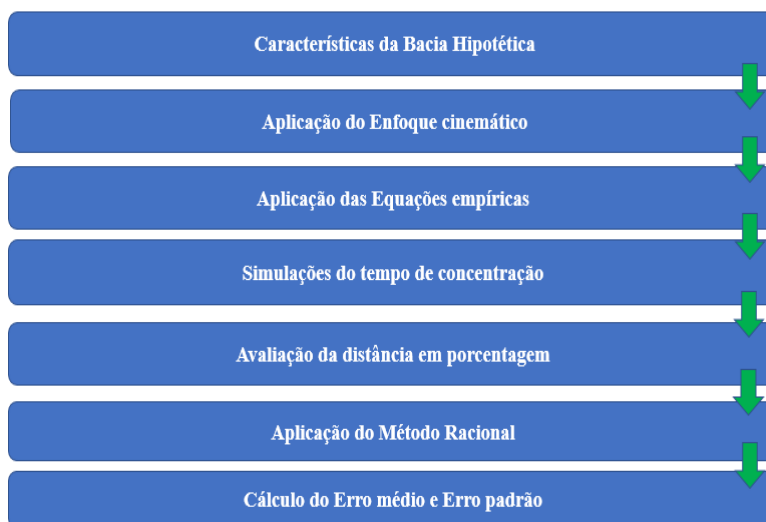 Características da Bacia Hipotética
Aplicação do Enfoque cinemático
Aplicação das Equações empíricas
Simulações do tempo de concentração
Avaliação da distância em porcentagem
Aplicação do Método Racional
Cálculo do Erro médio e Erro padrão